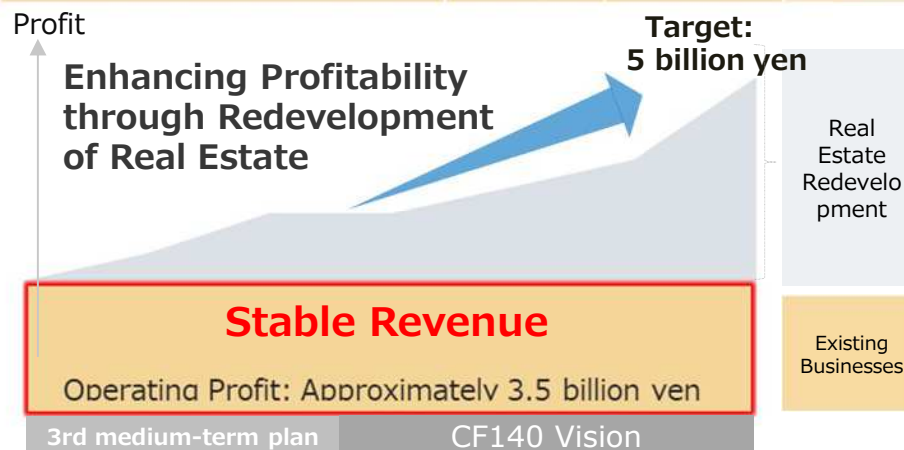 Profit
Target:
5 billion yen
Enhancing Profitability
through Redevelopment
of Real Estate
Real
Estate
Redevelo
pment
Stable Revenue
Operating Profit: Approximately 3.5 billion yen
Existing
Businesses
3rd medium-term plan
CF140 Vision